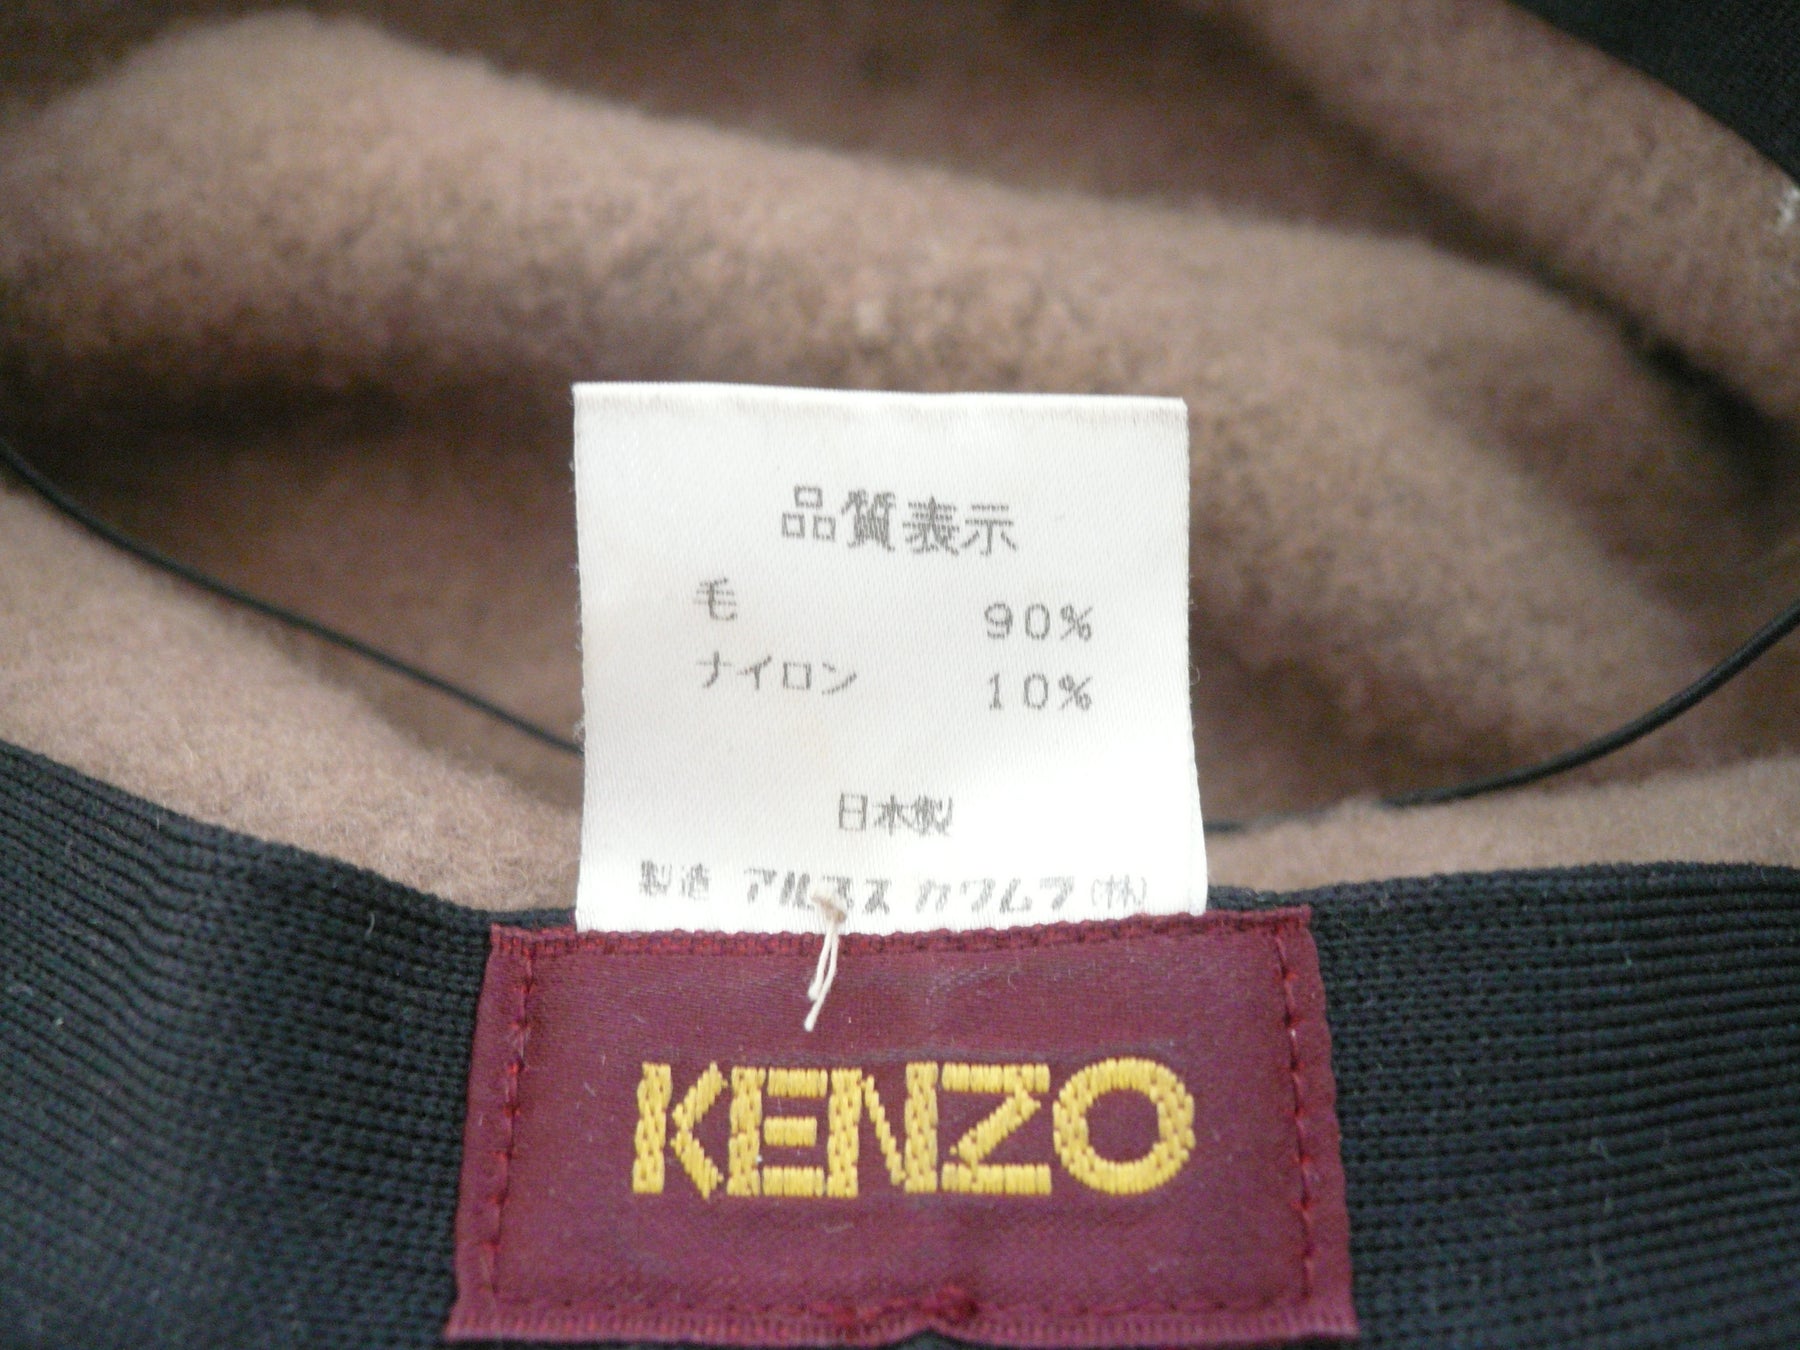 品質表示
毛 90%
ナイロン 10%
日本製
製造 アルススカワムラ(株)
KENZO